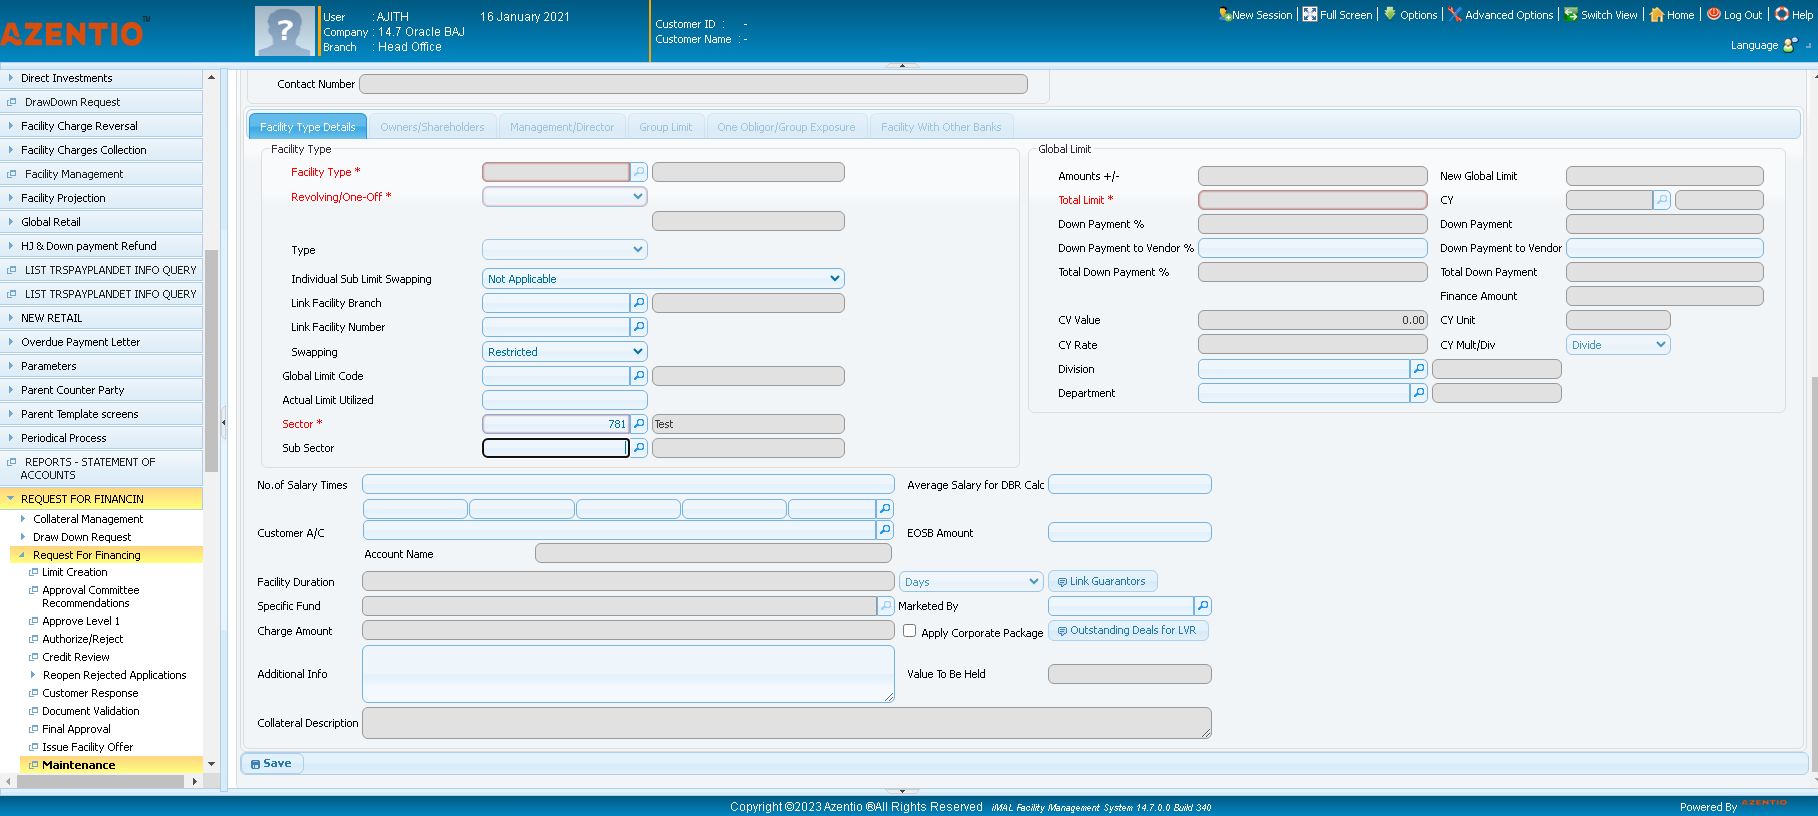 AZENTIO™
User : AJITH 16 January 2021
Company : 14.7 Oracle BAJ
Branch : Head Office
Customer ID : -
Customer Name : -
New Session | Full Screen | Options | Advanced Options | Switch View | Home | Log Out | Help
Language
Direct Investments
DrawDown Request
Facility Charge Reversal
Facility Charges Collection
Facility Management
Facility Projection
Global Retail
HJ & Down payment Refund
LIST TRSPAYPLANDET INFO QUERY
LIST TRSPAYPLANDET INFO QUERY
NEW RETAIL
Overdue Payment Letter
Parameters
Parent Counter Party
Parent Template screens
Periodical Process
REPORTS - STATEMENT OF
ACCOUNTS
REQUEST FOR FINANCIN
Collateral Management
Draw Down Request
Request For Financing
Limit Creation
Approval Committee
Recommendations
Approve Level 1
Authorize/Reject
Credit Review
Reopen Rejected Applications
Customer Response
Document Validation
Final Approval
Issue Facility Offer
Maintenance
Contact Number
Facility Type Details Owners/Shareholders Management/Director Group Limit One Obligor/Group Exposure Facility With Other Banks
Facility Type
Facility Type *
Revolving/One-Off *
Type
Individual Sub Limit Swapping Not Applicable
Link Facility Branch
Link Facility Number
Swapping Restricted
Global Limit Code
Actual Limit Utilized
Sector * 781 Test
Sub Sector
Global Limit
Amounts +/- New Global Limit
Total Limit * CY
Down Payment % Down Payment
Down Payment to Vendor % Down Payment to Vendor
Total Down Payment % Total Down Payment
Finance Amount
CV Value 0.00 CY Unit
CY Rate CY Mult/Div Divide
Division
Department
No.of Salary Times Average Salary for DBR Calc
Customer A/C EOSB Amount
Account Name
Facility Duration Days Link Guarantors
Specific Fund Marketed By
Charge Amount Apply Corporate Package Outstanding Deals for LVR
Additional Info Value To Be Held
Collateral Description
Save
Copyright ©2023 Azentio ®All Rights Reserved iMAL Facility Management System 14.7.0.0 Build 340
Powered By AZENTIO